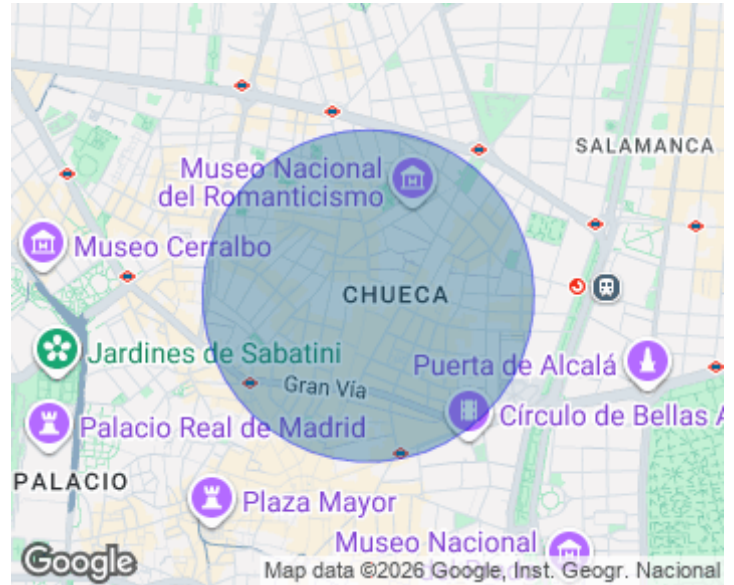 SALAMANCA
Museo Nacional
del Romanticismo
Museo Cerralbo
CHUECA
Jardines de Sabatini
Puerta de Alcalá
Gran Vía
Círculo de Bellas A
Palacio Real de Madrid
PALACIO
Plaza Mayor
Museo Nacional
Google
Map data ©2026 Google, Inst. Geogr. Nacional